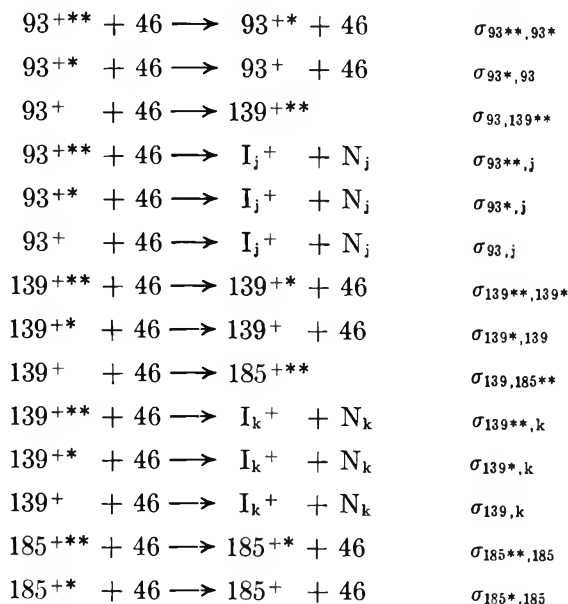 93⁺** + 46 ⟶ 93⁺* + 46 σ₉₃**,₉₃*
93⁺* + 46 ⟶ 93⁺ + 46 σ₉₃*,₉₃
93⁺ + 46 ⟶ 139⁺** σ₉₃,₁₃₉**
93⁺** + 46 ⟶ Iⱼ⁺ + Nⱼ σ₉₃**,ⱼ
93⁺* + 46 ⟶ Iⱼ⁺ + Nⱼ σ₉₃*,ⱼ
93⁺ + 46 ⟶ Iⱼ⁺ + Nⱼ σ₉₃,ⱼ
139⁺** + 46 ⟶ 139⁺* + 46 σ₁₃₉**,₁₃₉*
139⁺* + 46 ⟶ 139⁺ + 46 σ₁₃₉*,₁₃₉
139⁺ + 46 ⟶ 185⁺** σ₁₃₉,₁₈₅**
139⁺** + 46 ⟶ Iₖ⁺ + Nₖ σ₁₃₉**,ₖ
139⁺* + 46 ⟶ Iₖ⁺ + Nₖ σ₁₃₉*,ₖ
139⁺ + 46 ⟶ Iₖ⁺ + Nₖ σ₁₃₉,ₖ
185⁺** + 46 ⟶ 185⁺* + 46 σ₁₈₅**,₁₈₅
185⁺* + 46 ⟶ 185⁺ + 46 σ₁₈₅*,₁₈₅